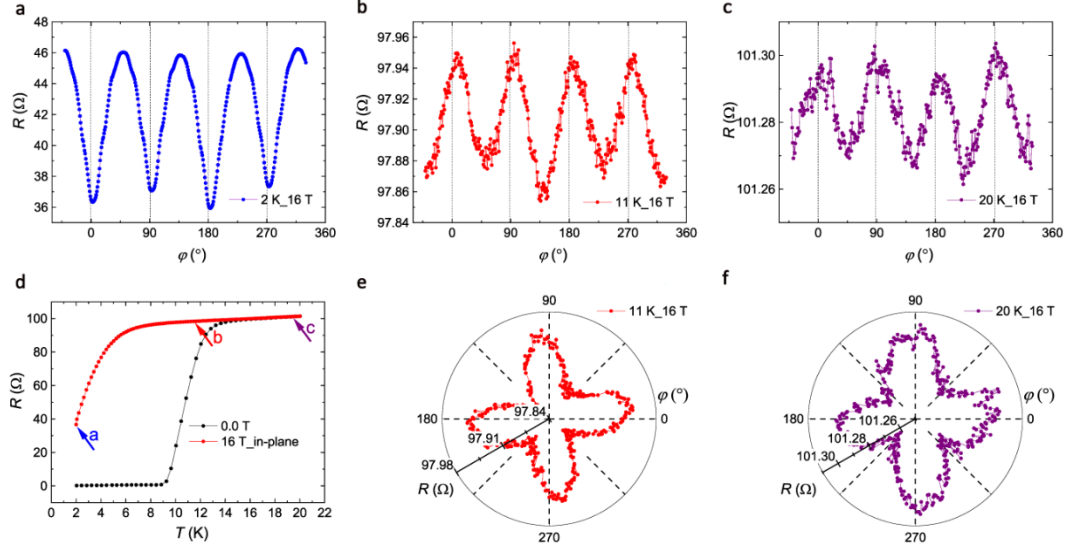 a
48
46
44
42
40
38
36
R (Ω)
2 K_16 T
0 90 180 270 360
φ (°)
b
97.96
97.94
97.92
97.90
97.88
97.86
97.84
R (Ω)
11 K_16 T
0 90 180 270 360
φ (°)
c
101.30
101.28
101.26
R (Ω)
20 K_16 T
0 90 180 270 360
φ (°)
d
100
80
60
40
20
0
R (Ω)
a
b
c
0.0 T
16 T_in-plane
0 2 4 6 8 10 12 14 16 18 20 22
T (K)
e
90
11 K_16 T
φ (°)
180
0
97.84
97.91
97.98
R (Ω)
270
f
90
20 K_16 T
φ (°)
180
0
101.26
101.28
101.30
R (Ω)
270